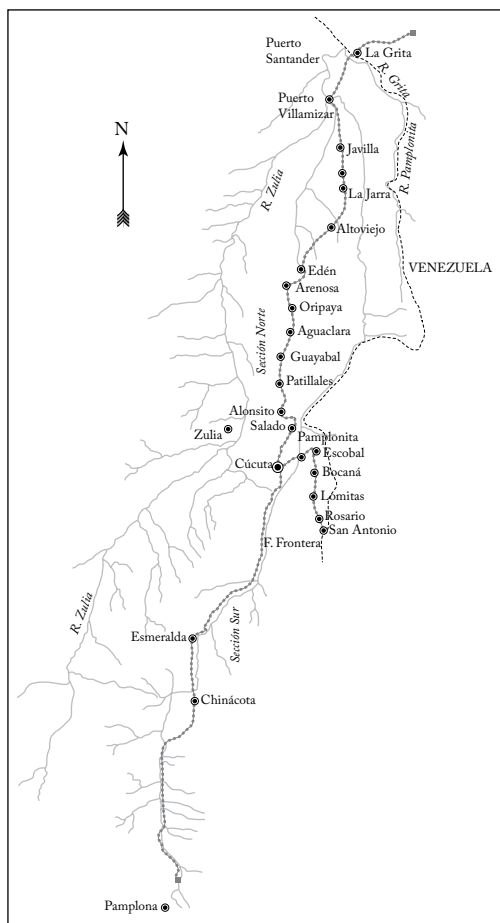 Puerto
Santander
La Grita
R. Grita
Puerto
Villamizar
N
Javilla
R. Pamplonita
R. Zulia
La Jarra
Altoviejo
VENEZUELA
Edén
Arenosa
Oripaya
Sección Norte
Aguaclara
Guayabal
Patillales
Alonsito
Salado
Zulia
Pamplonita
Escobal
Cúcuta
Bocaná
Lomitas
Rosario
San Antonio
F. Frontera
R. Zulia
Esmeralda
Sección Sur
Chinácota
Pamplona